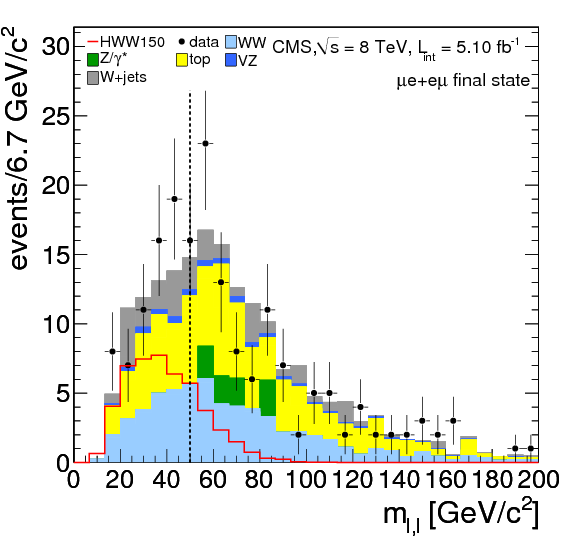 HWW150 data WW CMS,√s = 8 TeV, L_int = 5.10 fb⁻¹
Z/γ* top VZ
W+jets μe+eμ final state
events/6.7 GeV/c²
30
25
20
15
10
5
0
0 20 40 60 80 100 120 140 160 180 200
m_l,l [GeV/c²]